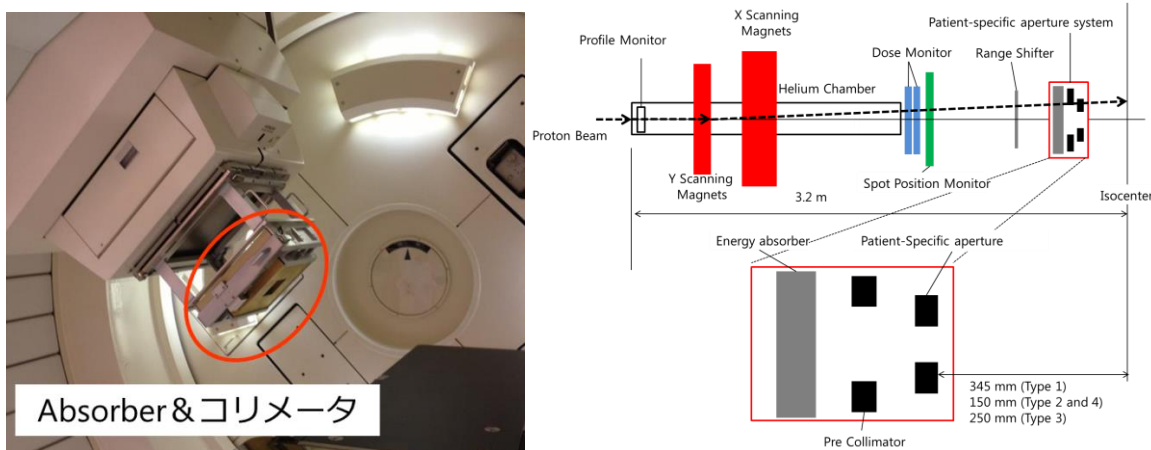 Absorber＆コリメータ
X Scanning
Magnets
Patient-specific aperture system
Profile Monitor
Dose Monitor
Range Shifter
Helium Chamber
Proton Beam
Y Scanning
Magnets
Spot Position Monitor
3.2 m
Isocenter
Energy absorber
Patient-Specific aperture
345 mm (Type 1)
150 mm (Type 2 and 4)
250 mm (Type 3)
Pre Collimator